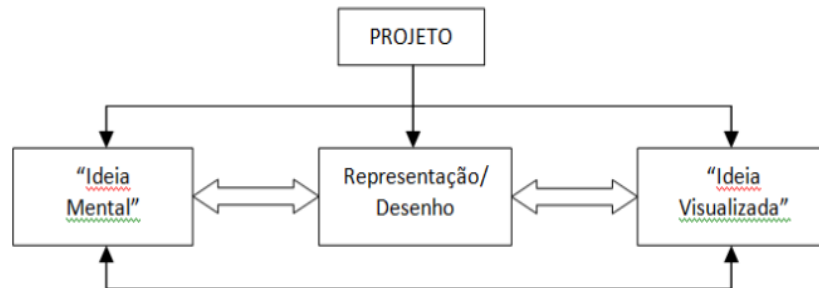 PROJETO
“Ideia
Mental”
Representação/
Desenho
“Ideia
Visualizada”